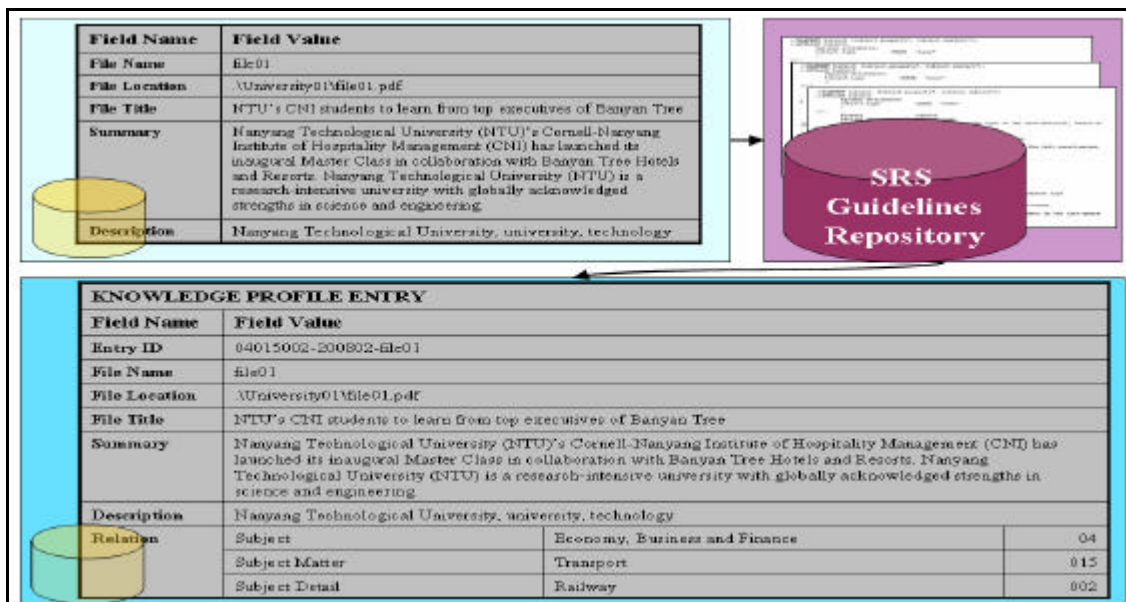 Field Name Field Value
File Name file01
File Location .\University01\file01.pdf
File Title NTU's CNI students to learn from top executives of Banyan Tree
Summary Nanyang Technological University (NTU)'s Cornell-Nanyang
Institute of Hospitality Management (CNI) has launched its
inaugural Master Class in collaboration with Banyan Tree Hotels
and Resorts. Nanyang Technological University (NTU) is a
research-intensive university with globally acknowledged
strengths in science and engineering.
Description Nanyang Technological University, university, technology
SRS
Guidelines
Repository
KNOWLEDGE PROFILE ENTRY
Field Name Field Value
Entry ID 04015002-200802-file01
File Name file01
File Location .\University01\file01.pdf
File Title NTU's CNI students to learn from top executives of Banyan Tree
Summary Nanyang Technological University (NTU)'s Cornell-Nanyang Institute of Hospitality Management (CNI) has
launched its inaugural Master Class in collaboration with Banyan Tree Hotels and Resorts. Nanyang
Technological University (NTU) is a research-intensive university with globally acknowledged strengths in
science and engineering.
Description Nanyang Technological University, university, technology
Relation Subject Economy, Business and Finance 04
Subject Matter Transport 015
Subject Detail Railway 002